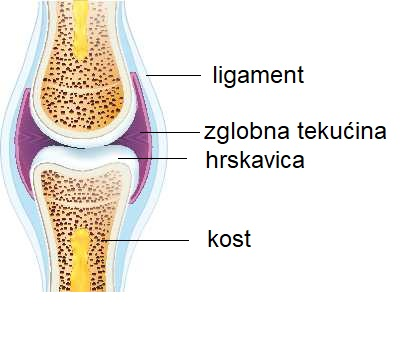 ligament
zglobna tekućina
hrskavica
kost